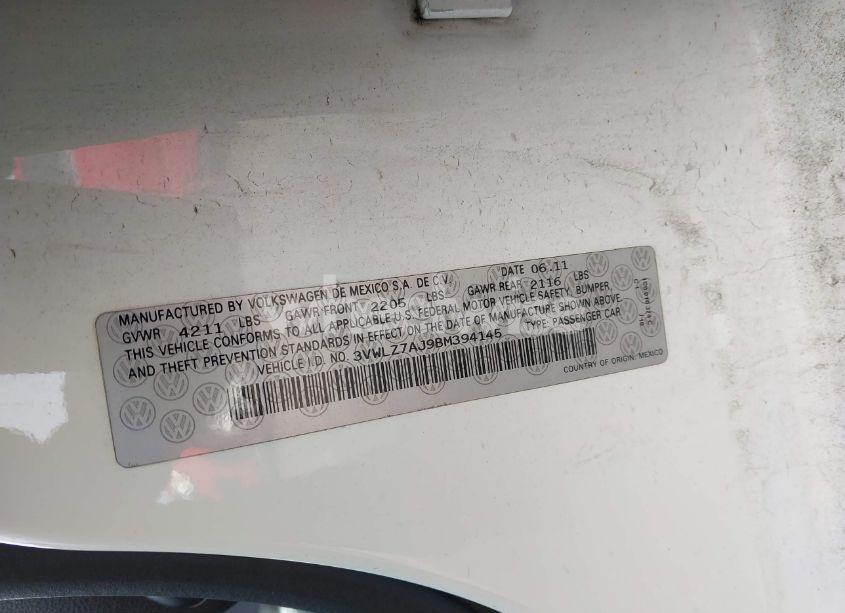 MANUFACTURED BY VOLKSWAGEN DE MEXICO S.A. DE C.V. DATE 06.11
GVWR 4211 LBS GAWR FRONT 2205 LBS GAWR REAR 2116 LBS
THIS VEHICLE CONFORMS TO ALL APPLICABLE U.S. FEDERAL MOTOR VEHICLE SAFETY, BUMPER,
AND THEFT PREVENTION STANDARDS IN EFFECT ON THE DATE OF MANUFACTURE SHOWN ABOVE
VEHICLE I.D. NO. 3VWLZ7AJ9BM394145 TYPE: PASSENGER CAR
COUNTRY OF ORIGIN: MEXICO